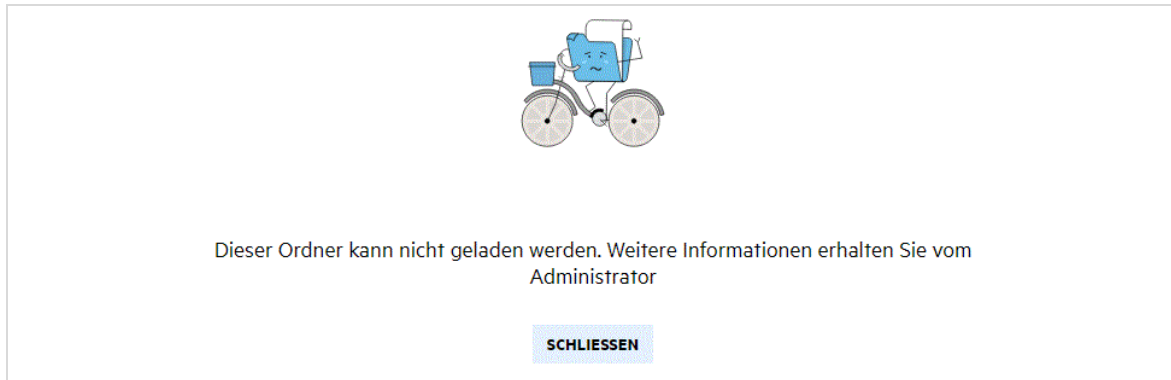 Dieser Ordner kann nicht geladen werden. Weitere Informationen erhalten Sie vom
Administrator
SCHLIESSEN